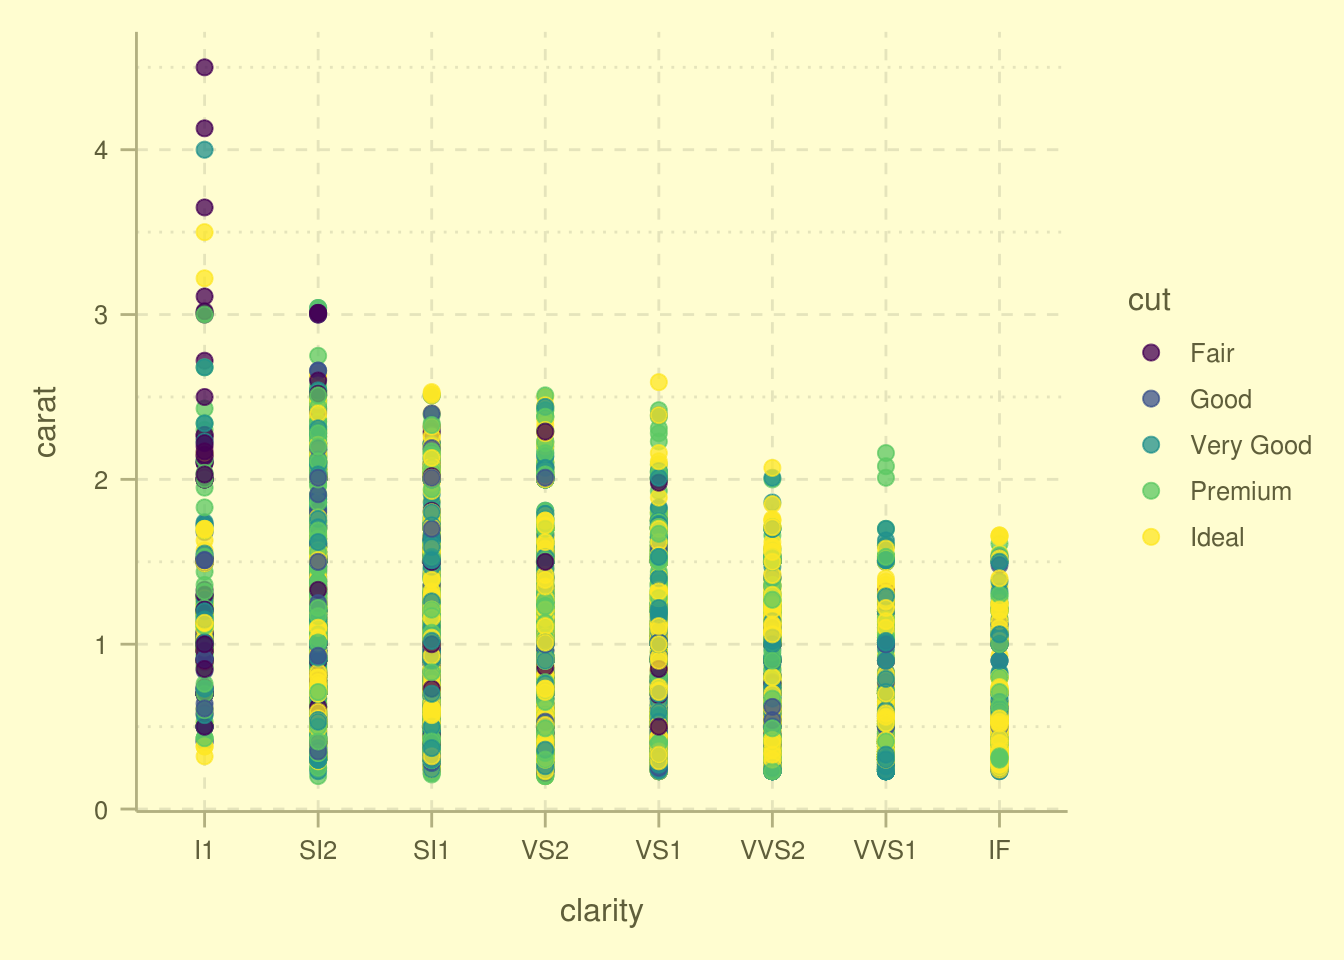 4
3
2
1
0
carat
I1 SI2 SI1 VS2 VS1 VVS2 VVS1 IF
clarity
cut
Fair
Good
Very Good
Premium
Ideal